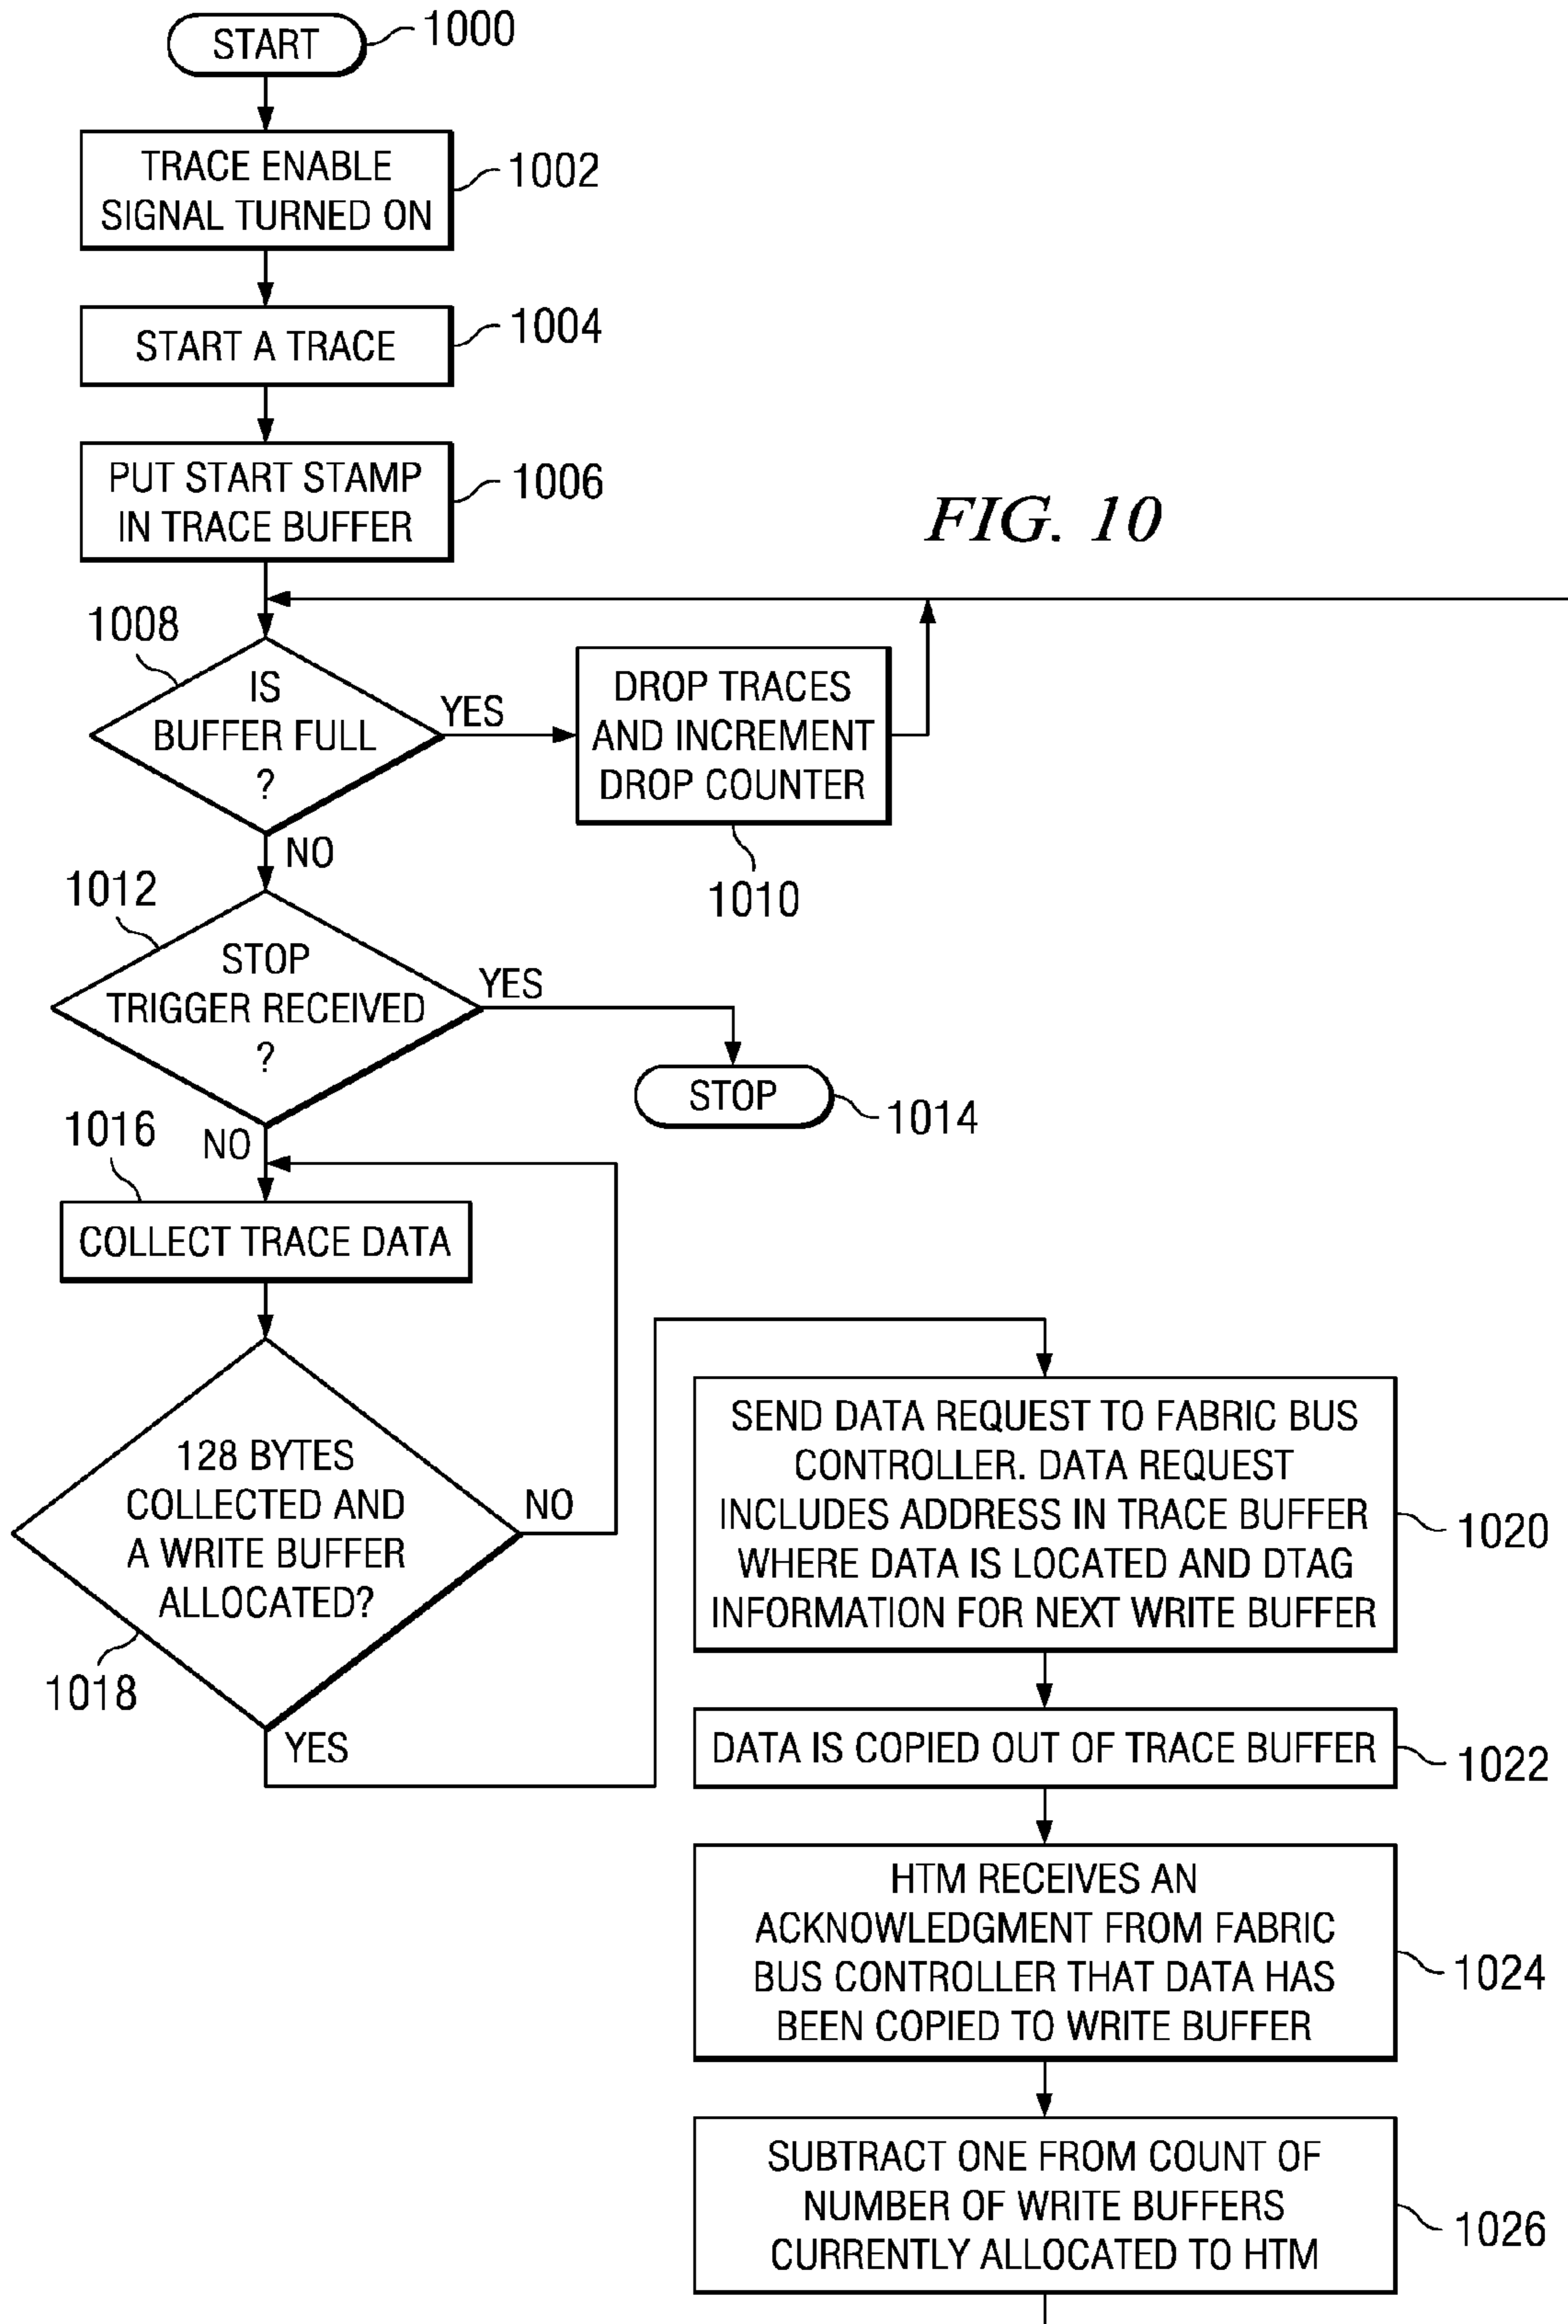 START
1000
TRACE ENABLE
SIGNAL TURNED ON
1002
START A TRACE
1004
PUT START STAMP
IN TRACE BUFFER
1006
FIG. 10
1008
IS
BUFFER FULL
?
YES
DROP TRACES
AND INCREMENT
DROP COUNTER
1010
NO
1012
STOP
TRIGGER RECEIVED
?
YES
STOP
1014
NO
1016
COLLECT TRACE DATA
128 BYTES
COLLECTED AND
A WRITE BUFFER
ALLOCATED?
NO
1018
YES
SEND DATA REQUEST TO FABRIC BUS
CONTROLLER. DATA REQUEST
INCLUDES ADDRESS IN TRACE BUFFER
WHERE DATA IS LOCATED AND DTAG
INFORMATION FOR NEXT WRITE BUFFER
1020
DATA IS COPIED OUT OF TRACE BUFFER
1022
HTM RECEIVES AN
ACKNOWLEDGMENT FROM FABRIC
BUS CONTROLLER THAT DATA HAS
BEEN COPIED TO WRITE BUFFER
1024
SUBTRACT ONE FROM COUNT OF
NUMBER OF WRITE BUFFERS
CURRENTLY ALLOCATED TO HTM
1026